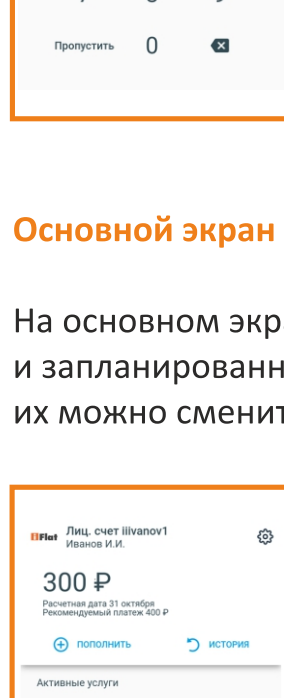 Пропустить 0
Основной экран
На основном экр
и запланированн
их можно сменит
Flat Лиц. счет iiivanov1
Иванов И.И.
300 ₽
Расчетная дата 31 октября
Рекомендуемый платеж 400 ₽
ПОПОЛНИТЬ ИСТОРИЯ
Активные услуги